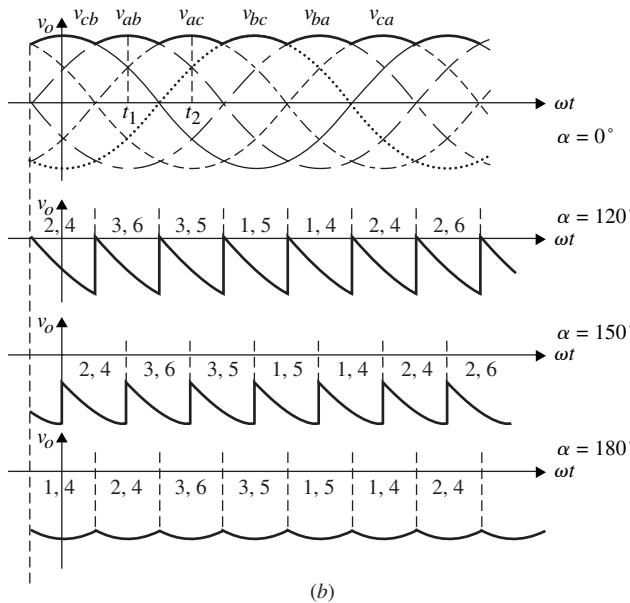 v_cb v_ab v_ac v_bc v_ba v_ca
v_o
t_1 t_2
ωt
α = 0°
v_o
2, 4 3, 6 3, 5 1, 5 1, 4 2, 4 2, 6
α = 120°
ωt
v_o
α = 150°
ωt
2, 4 3, 6 3, 5 1, 5 1, 4 2, 4 2, 6
v_o
α = 180°
ωt
1, 4 2, 4 3, 6 3, 5 1, 5 1, 4 2, 4
(b)